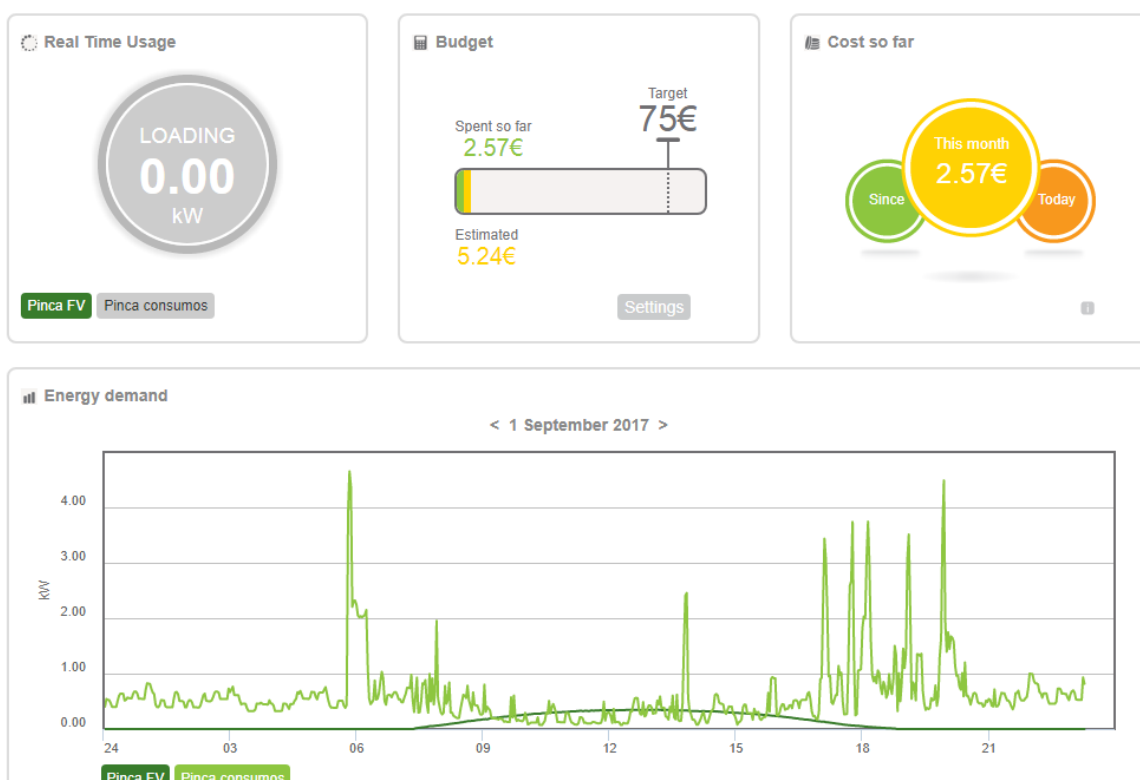 Real Time Usage
LOADING
0.00
kW
Pinca FV Pinca consumos
Budget
Target
75€
Spent so far
2.57€
Estimated
5.24€
Settings
Cost so far
This month
2.57€
Since
Today
i
Energy demand
< 1 September 2017 >
4.00
3.00
2.00
1.00
0.00
kW
24 03 06 09 12 15 18 21
Pinca FV Pinca consumos